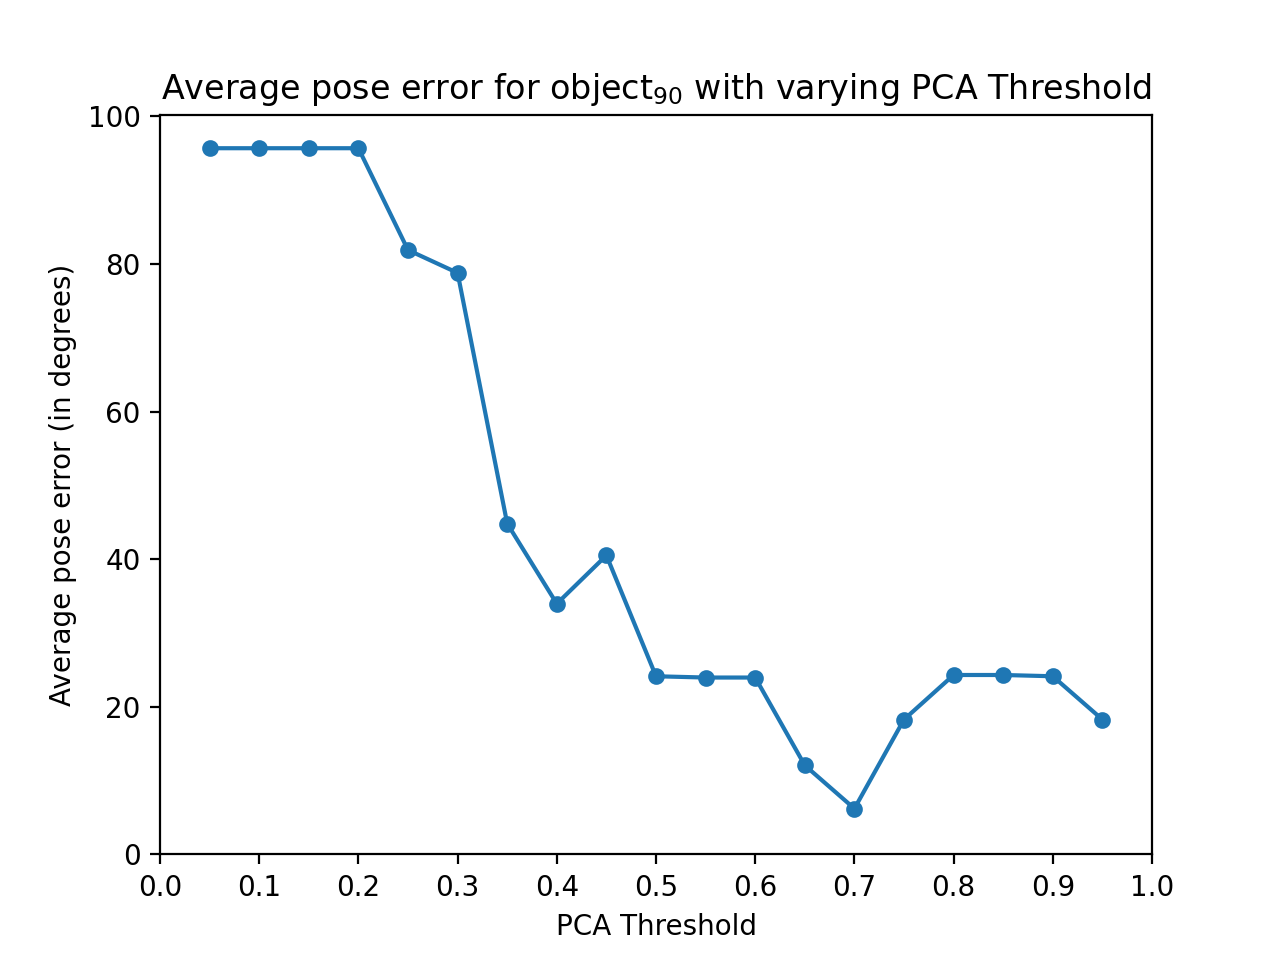 Average pose error for object₉₀ with varying PCA Threshold
100
80
60
40
20
0
Average pose error (in degrees)
0.0 0.1 0.2 0.3 0.4 0.5 0.6 0.7 0.8 0.9 1.0
PCA Threshold